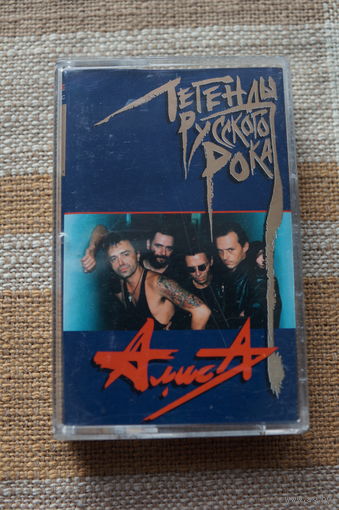 Легенды
Русского
Рока
АлисА